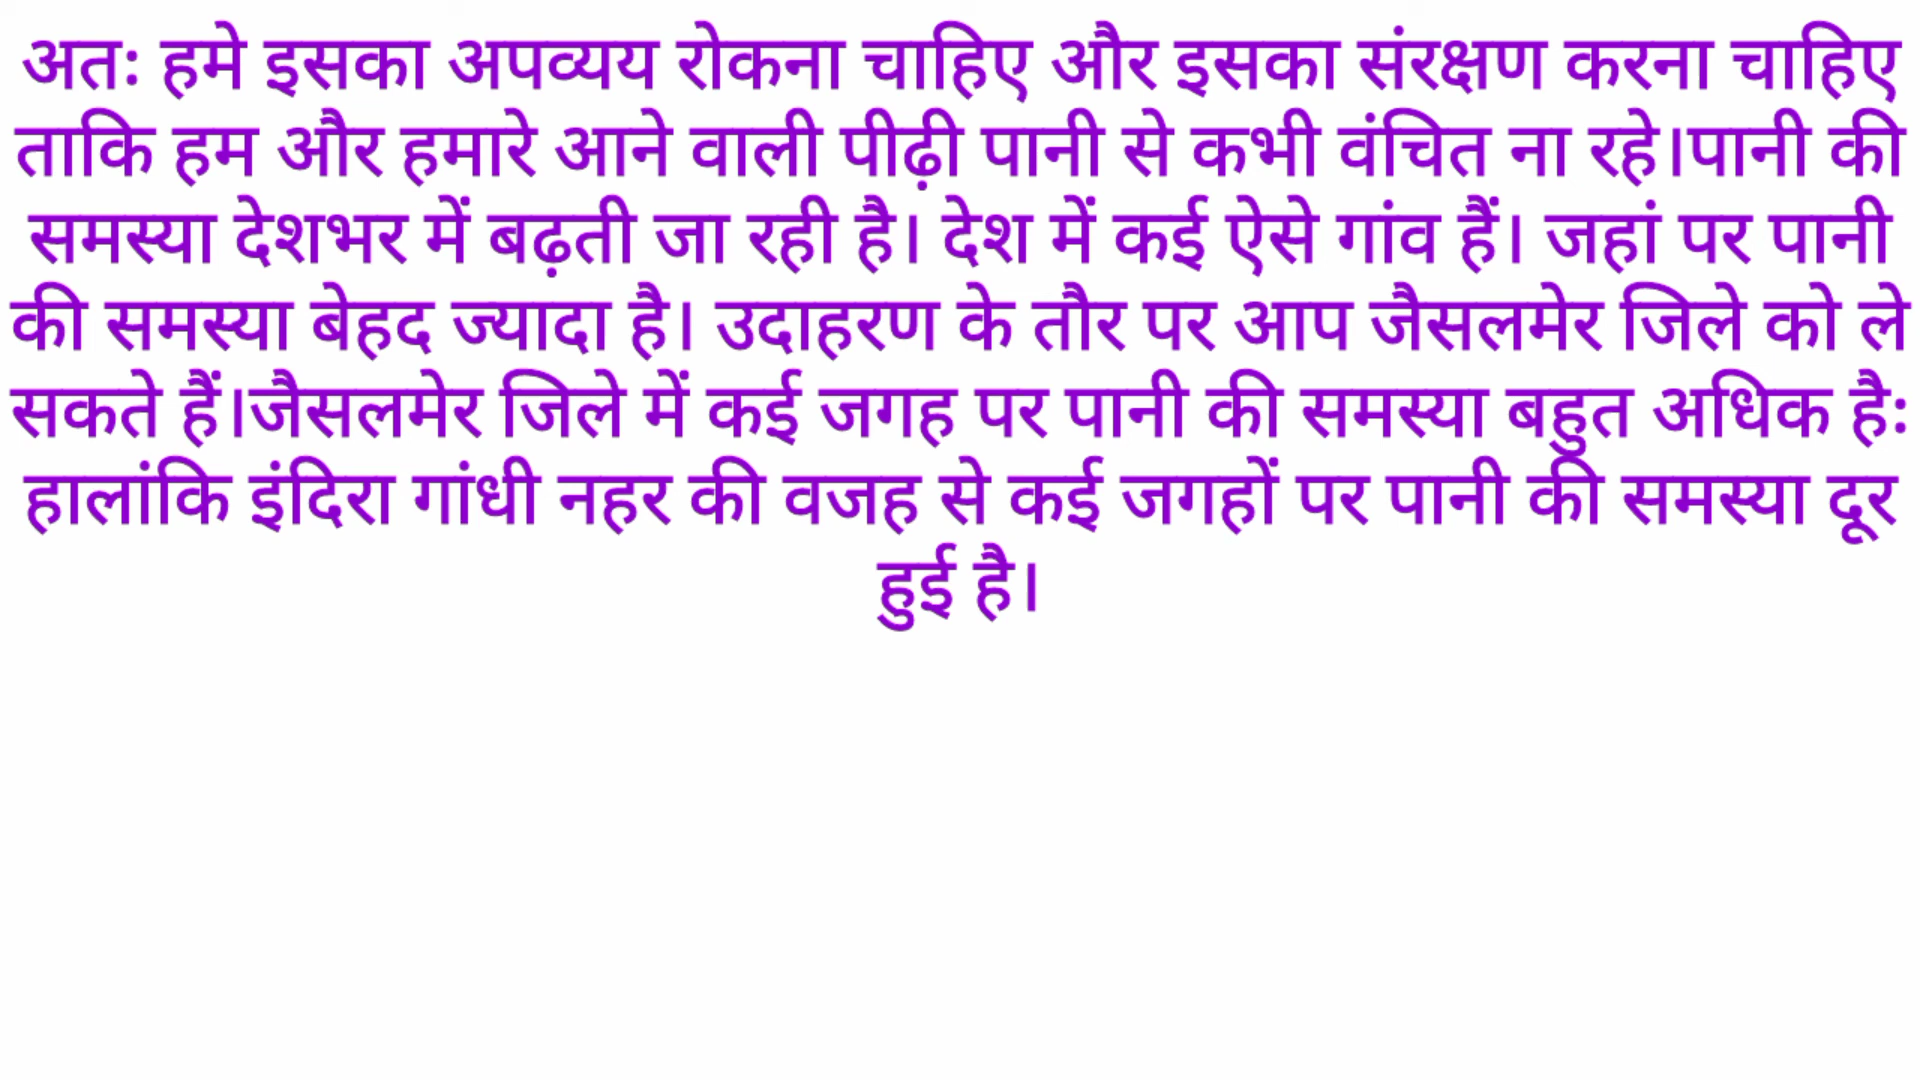 अतः हमे इसका अपव्यय रोकना चाहिए और इसका संरक्षण करना चाहिए
ताकि हम और हमारे आने वाली पीढ़ी पानी से कभी वंचित ना रहे।पानी की
समस्या देशभर में बढ़ती जा रही है। देश में कई ऐसे गांव हैं। जहां पर पानी
की समस्या बेहद ज्यादा है। उदाहरण के तौर पर आप जैसलमेर जिले को ले
सकते हैं।जैसलमेर जिले में कई जगह पर पानी की समस्या बहुत अधिक हैः
हालांकि इंदिरा गांधी नहर की वजह से कई जगहों पर पानी की समस्या दूर
हुई है।